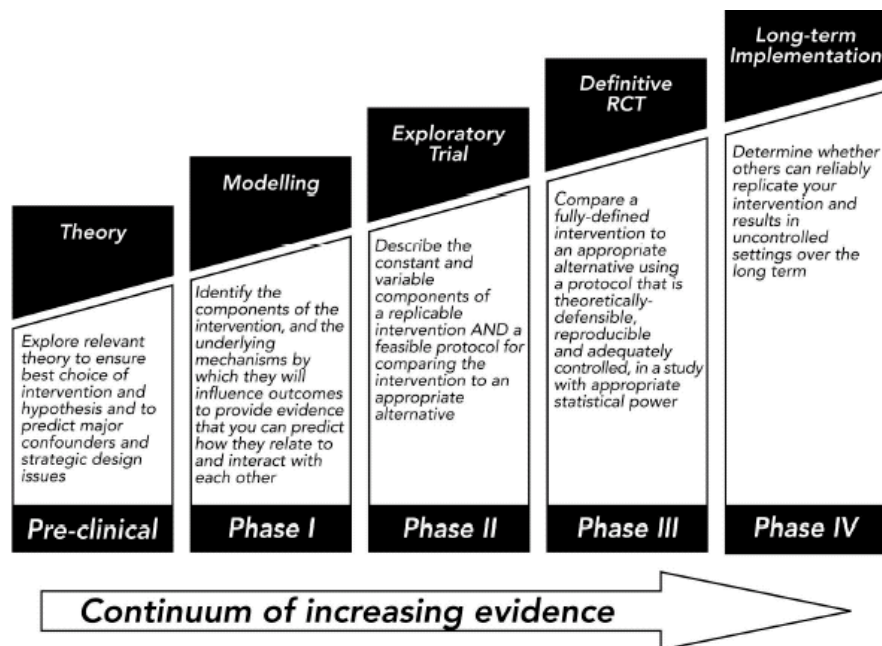 Theory
Explore relevant
theory to ensure
best choice of
intervention and
hypothesis and to
predict major
confounders and
strategic design
issues
Pre-clinical
Modelling
Identify the
components of the
intervention, and the
underlying
mechanisms by
which they will
influence outcomes
to provide evidence
that you can predict
how they relate to
and interact with
each other
Phase I
Exploratory
Trial
Describe the
constant and
variable
components of
a replicable
intervention AND a
feasible protocol for
comparing the
intervention to an
appropriate
alternative
Phase II
Definitive
RCT
Compare a
fully-defined
intervention to
an appropriate
alternative using
a protocol that is
theoretically-
defensible,
reproducible
and adequately
controlled, in a study
with appropriate
statistical power
Phase III
Long-term
Implementation
Determine whether
others can reliably
replicate your
intervention and
results in
uncontrolled
settings over the
long term
Phase IV
Continuum of increasing evidence